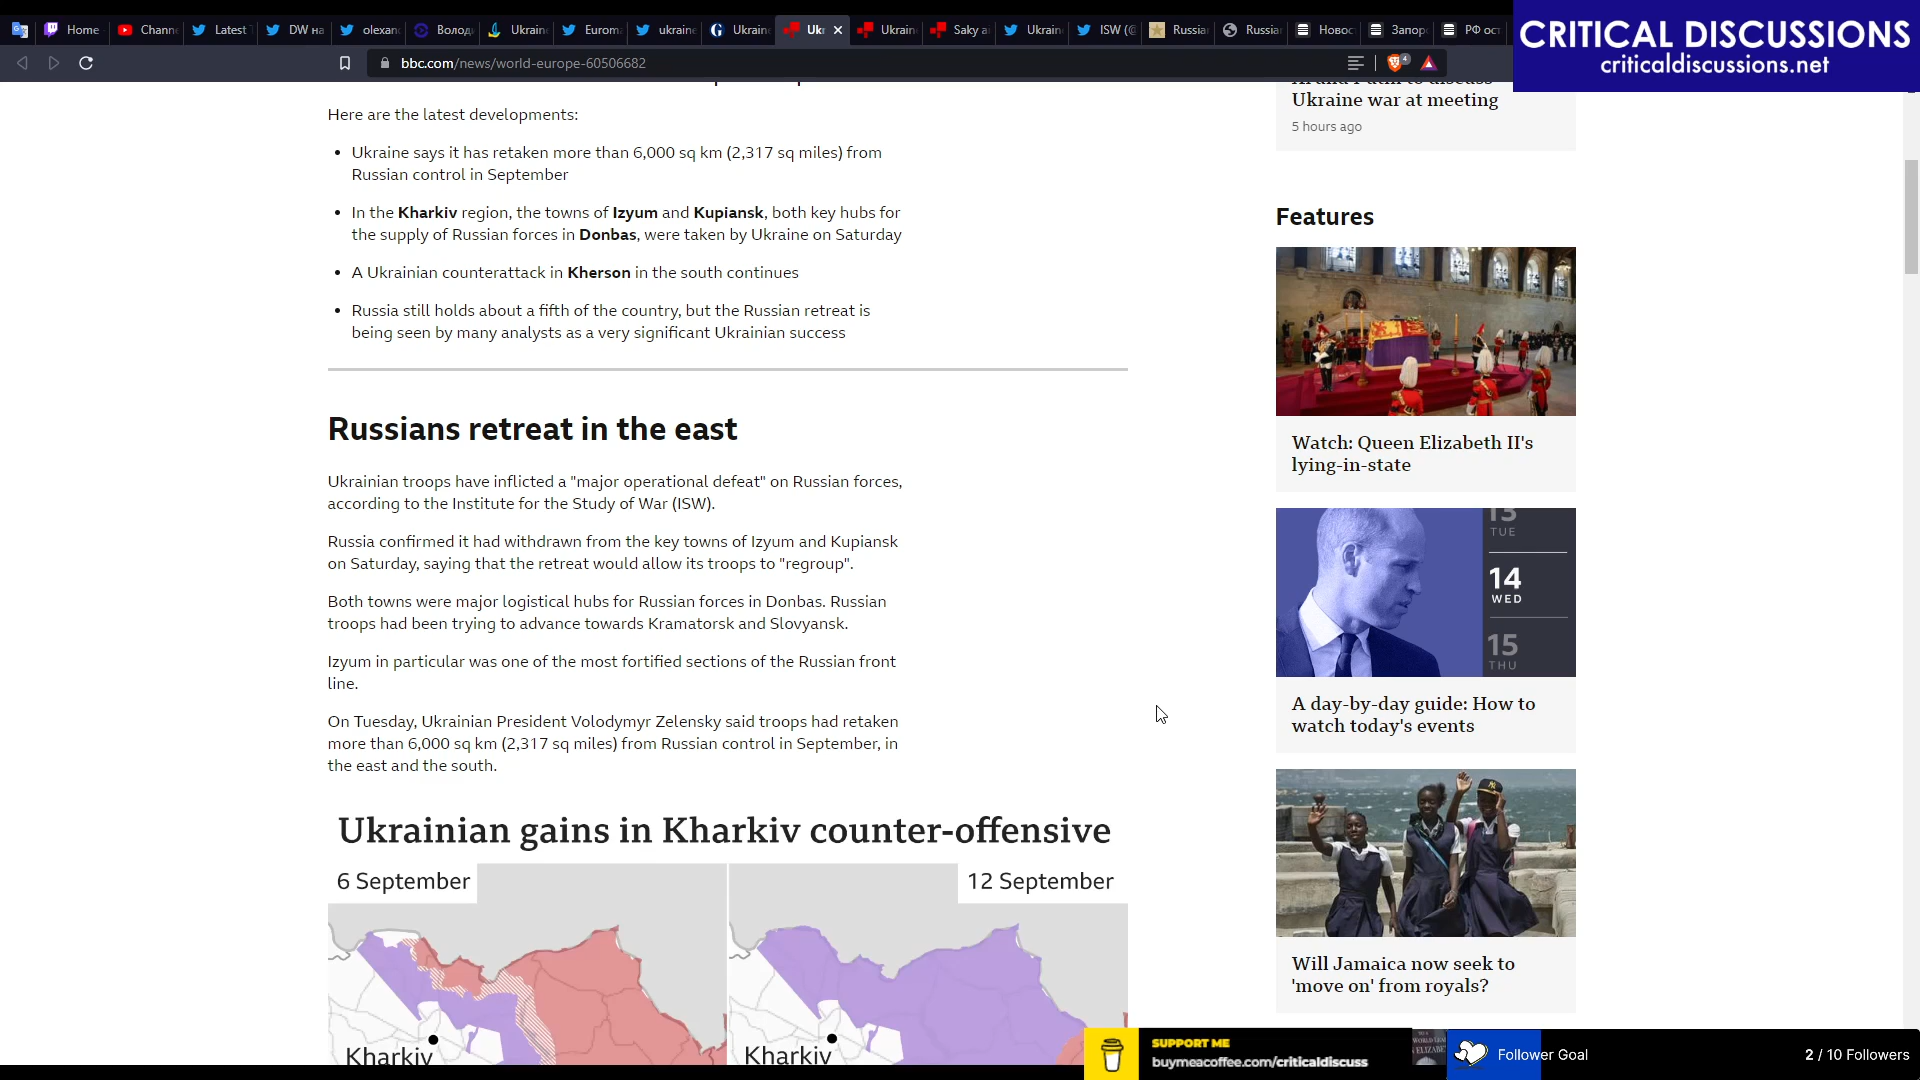 Home
Chann
Latest
DW на
olexan
Волод
Ukrain
Euroma
ukraine
Ukrain
Uk
Ukrain
Saky a
Ukrain
ISW (@
Russia
Russia
Новос
Запор
РФ ост
CRITICAL DISCUSSIONS
criticaldiscussions.net
bbc.com/news/world-europe-60506682
4
Here are the latest developments:
• Ukraine says it has retaken more than 6,000 sq km (2,317 sq miles) from
Russian control in September
• In the Kharkiv region, the towns of Izyum and Kupiansk, both key hubs for
the supply of Russian forces in Donbas, were taken by Ukraine on Saturday
• A Ukrainian counterattack in Kherson in the south continues
• Russia still holds about a fifth of the country, but the Russian retreat is
being seen by many analysts as a very significant Ukrainian success
Russians retreat in the east
Ukrainian troops have inflicted a "major operational defeat" on Russian forces,
according to the Institute for the Study of War (ISW).
Russia confirmed it had withdrawn from the key towns of Izyum and Kupiansk
on Saturday, saying that the retreat would allow its troops to "regroup".
Both towns were major logistical hubs for Russian forces in Donbas. Russian
troops had been trying to advance towards Kramatorsk and Slovyansk.
Izyum in particular was one of the most fortified sections of the Russian front
line.
On Tuesday, Ukrainian President Volodymyr Zelensky said troops had retaken
more than 6,000 sq km (2,317 sq miles) from Russian control in September, in
the east and the south.
Ukrainian gains in Kharkiv counter-offensive
6 September
12 September
Kharkiv
Kharkiv
Ukraine war at meeting
5 hours ago
Features
Watch: Queen Elizabeth II's
lying-in-state
13
TUE
14
WED
15
THU
A day-by-day guide: How to
watch today's events
Will Jamaica now seek to
'move on' from royals?
SUPPORT ME
buymeacoffee.com/criticaldiscuss
Follower Goal
2 / 10 Followers